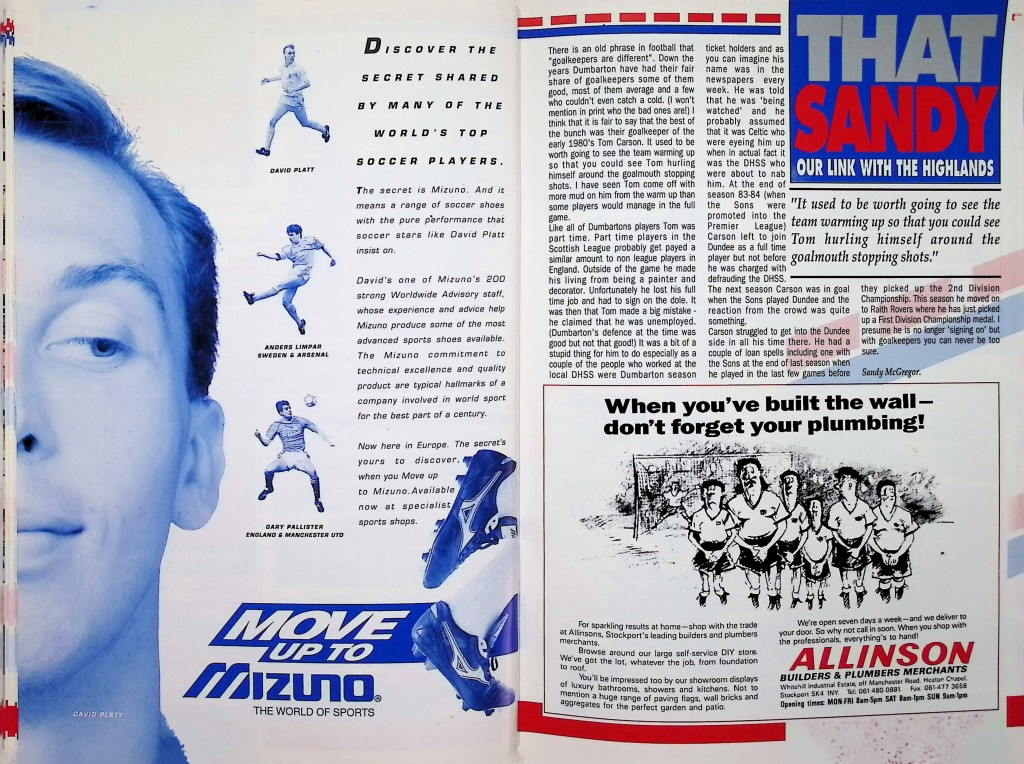 DISCOVER THE
SECRET SHARED
BY MANY OF THE
WORLD'S TOP
SOCCER PLAYERS.
DAVID PLATT
The secret is Mizuno. And it
means a range of soccer shoes
with the pure performance that
soccer stars like David Platt
insist on.
David's one of Mizuno's 200
strong Worldwide Advisory staff,
whose experience and advice help
Mizuno produce some of the most
advanced sports shoes available.
The Mizuno commitment to
technical excellence and quality
product are typical hallmarks of a
company involved in world sport
for the best part of a century.
ANDERS LIMPAR
SWEDEN & ARSENAL
Now here in Europe. The secret's
yours to discover,
when you Move up
to Mizuno. Available
now at specialist
sports shops.
GARY PALLISTER
ENGLAND & MANCHESTER UTD
MOVE
UP TO
MIZUNO®
THE WORLD OF SPORTS
DAVID PLATT
There is an old phrase in football that
"goalkeepers are different". Down the
years Dumbarton have had their fair
share of goalkeepers some of them
good, most of them average and a few
who couldn't even catch a cold. (I won't
mention in print who the bad ones are!) I
think that it is fair to say that the best of
the bunch was their goalkeeper of the
early 1980's Tom Carson. It used to be
worth going to see the team warming up
so that you could see Tom hurling
himself around the goalmouth stopping
shots. I have seen Tom come off with
more mud on him from the warm up than
some players would manage in the full
game.
Like all of Dumbartons players Tom was
part time. Part time players in the
Scottish League probably get payed a
similar amount to non league players in
England. Outside of the game he made
his living from being a painter and
decorator. Unfortunately he lost his full
time job and had to sign on the dole. It
was then that Tom made a big mistake -
he claimed that he was unemployed.
(Dumbarton's defence at the time was
good but not that good!) It was a bit of a
stupid thing for him to do especially as a
couple of the people who worked at the
local DHSS were Dumbarton season
ticket holders and as
you can imagine his
name was in the
newspapers every
week. He was told
that he was 'being
watched' and he
probably assumed
that it was Celtic who
were eyeing him up
when in actual fact it
was the DHSS who
were about to nab
him. At the end of
season 83-84 (when
the Sons were
promoted into the
Premier League)
Carson left to join
Dundee as a full time
player but not before
he was charged with
defrauding the DHSS.
The next season Carson was in goal
when the Sons played Dundee and the
reaction from the crowd was quite
something.
Carson struggled to get into the Dundee
side in all his time there. He had a
couple of loan spells including one with
the Sons at the end of last season when
he played in the last few games before
they picked up the 2nd Division
Championship. This season he moved on
to Raith Rovers where he has just picked
up a First Division Championship medal. I
presume he is no longer 'signing on' but
with goalkeepers you can never be too
sure.
Sandy McGregor.
THAT
SANDY
OUR LINK WITH THE HIGHLANDS
"It used to be worth going to see the
team warming up so that you could see
Tom hurling himself around the
goalmouth stopping shots."
When you've built the wall—
don't forget your plumbing!
For sparkling results at home—shop with the trade
at Allinsons, Stockport's leading builders and plumbers
merchants.
Browse around our large self-service DIY store.
We've got the lot, whatever the job, from foundation
to roof.
You'll be impressed too by our showroom displays
of luxury bathrooms, showers and kitchens. Not to
mention a huge range of paving flags, wall bricks and
aggregates for the perfect garden and patio.
We're open seven days a week—and we deliver to
your door. So why not call in soon. When you shop with
the professionals, everything's to hand!
ALLINSON
BUILDERS & PLUMBERS MERCHANTS
Whitehill Industrial Estate, off Manchester Road, Heaton Chapel,
Stockport SK4 1NY. Tel: 061 480 0881 Fax: 061-477 3658
Opening times: MON-FRI 8am-5pm SAT 8am-1pm SUN 9am-1pm